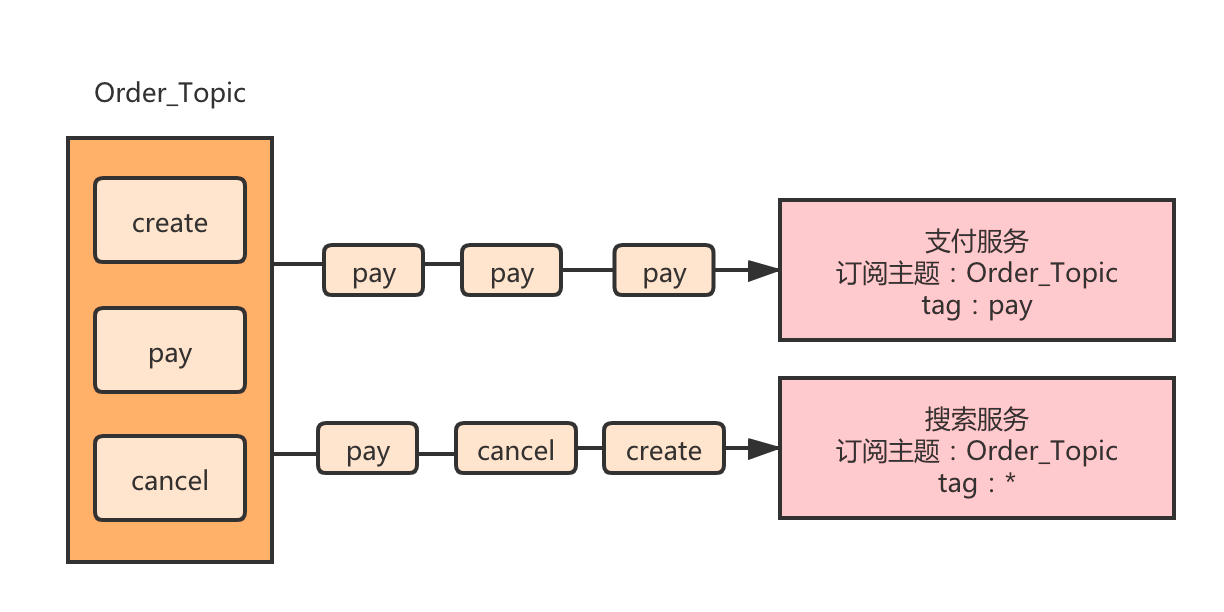 Order_Topic
create
pay
cancel
pay
pay
pay
支付服务
订阅主题：Order_Topic
tag：pay
pay
cancel
create
搜索服务
订阅主题：Order_Topic
tag：*